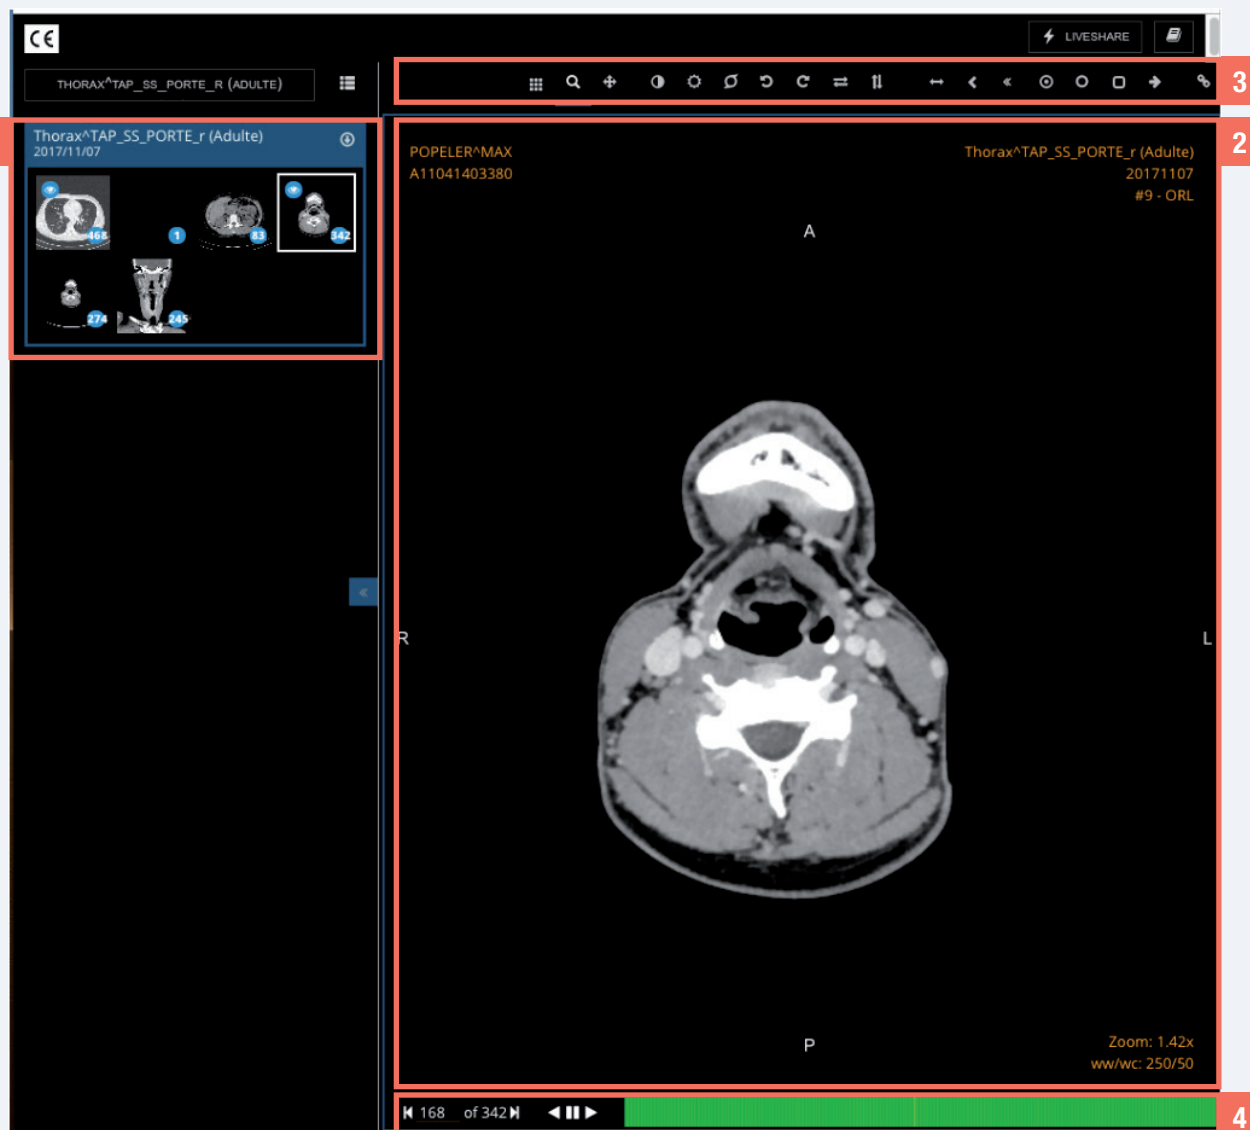 CE
LIVESHARE
THORAX^TAP_SS_PORTE_R (ADULTE)
3
Thorax^TAP_SS_PORTE_r (Adulte)
2017/11/07
468
1
83
342
274
245
2
POPELER^MAX
A11041403380
Thorax^TAP_SS_PORTE_r (Adulte)
20171107
#9 - ORL
A
R
L
P
Zoom: 1.42x
ww/wc: 250/50
168 of 342
4